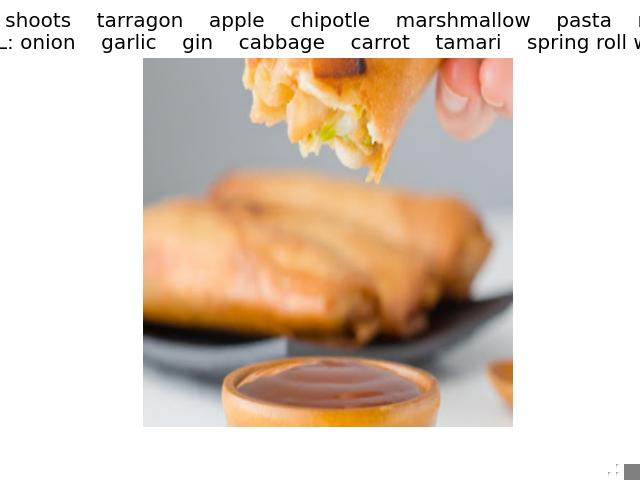 shoots tarragon apple chipotle marshmallow pasta
onion garlic gin cabbage carrot tamari spring roll